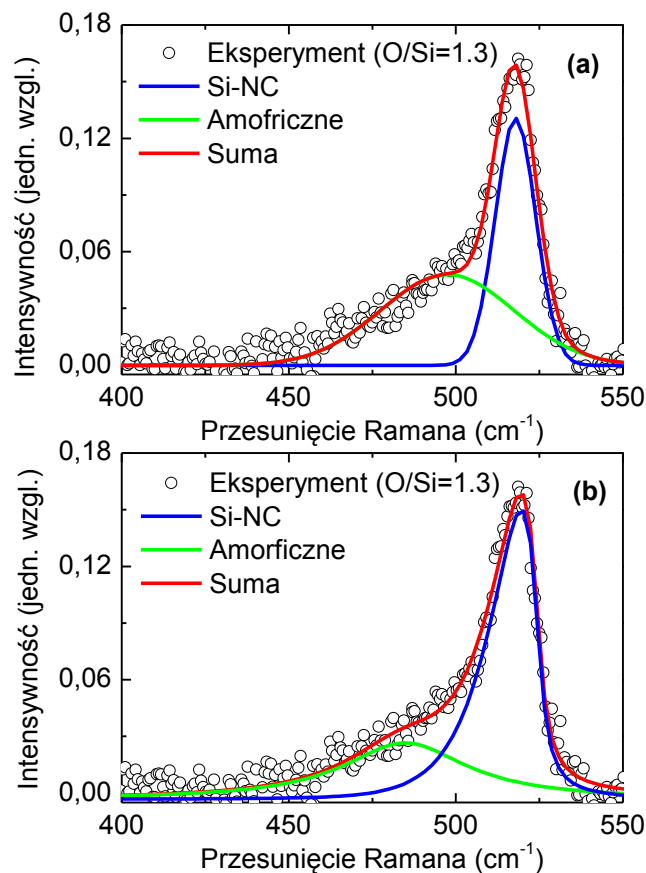 0,18
Eksperyment (O/Si=1.3)
(a)
Si-NC
0,12
Amofriczne
Suma
0,06
0,00
Intensywność (jedn. wzgl.)
400 450 500 550
Przesunięcie Ramana (cm⁻¹)
0,18
Eksperyment (O/Si=1.3)
(b)
Si-NC
0,12
Amorficzne
Suma
0,06
0,00
Intensywność (jedn. wzgl.)
400 450 500 550
Przesunięcie Ramana (cm⁻¹)